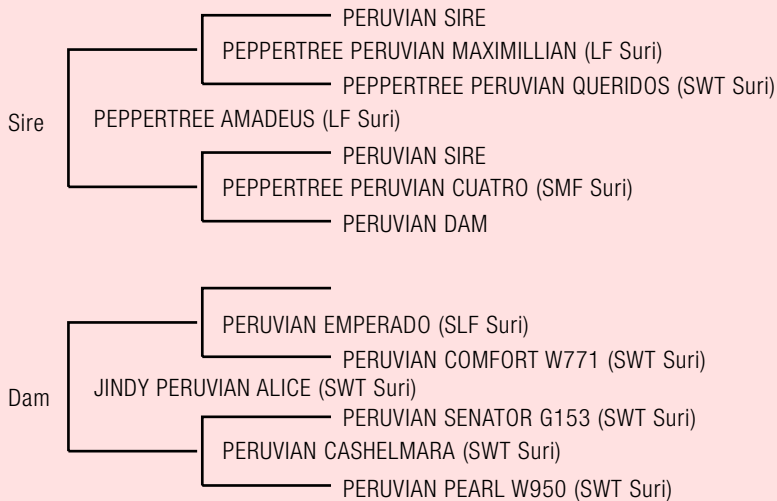 PERUVIAN SIRE
PEPPERTREE PERUVIAN MAXIMILLIAN (LF Suri)
PEPPERTREE PERUVIAN QUERIDOS (SWT Suri)
Sire PEPPERTREE AMADEUS (LF Suri)
PERUVIAN SIRE
PEPPERTREE PERUVIAN CUATRO (SMF Suri)
PERUVIAN DAM
PERUVIAN EMPERADO (SLF Suri)
PERUVIAN COMFORT W771 (SWT Suri)
Dam JINDY PERUVIAN ALICE (SWT Suri)
PERUVIAN SENATOR G153 (SWT Suri)
PERUVIAN CASHELMARA (SWT Suri)
PERUVIAN PEARL W950 (SWT Suri)